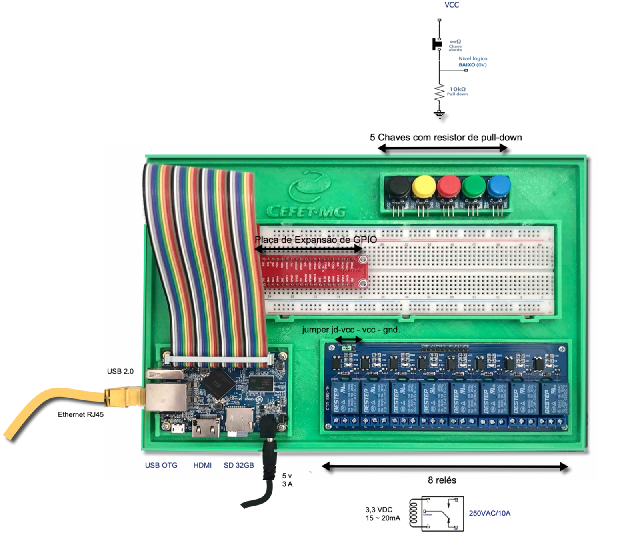 VCC
Chave
aberta
Nível lógico
BAIXO (0v)
10kΩ
Pull-down
5 Chaves com resistor de pull-down
CEFET-MG
Placa de Expansão de GPIO
jumper jd-vcc - vcc - gnd.
USB 2.0
Ethernet RJ45
USB OTG
HDMI
SD 32GB
5 v
3 A
8 relés
3,3 VDC
15 ~ 20mA
250VAC/10A